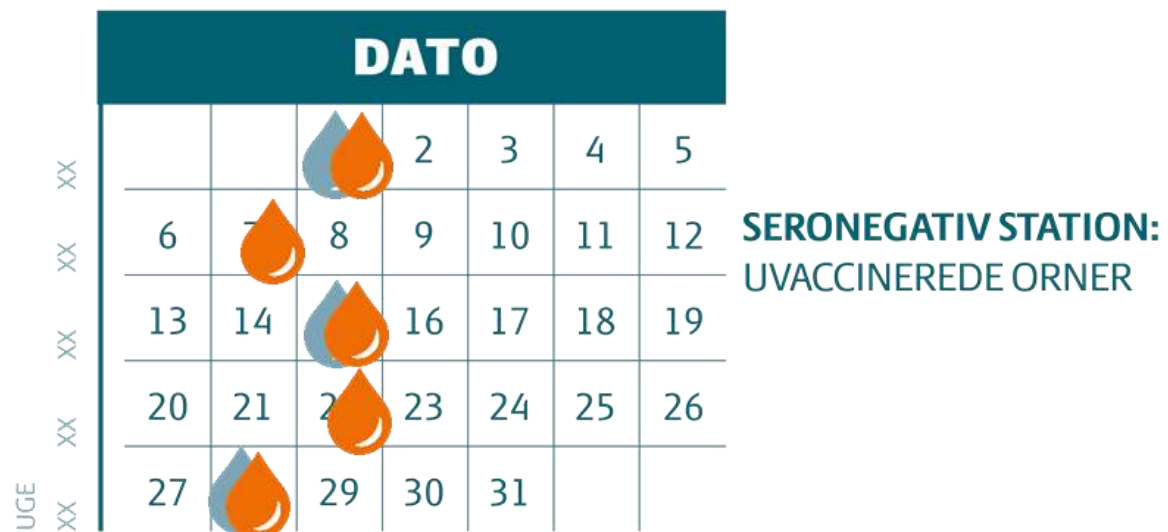 DATO
XX 2 3 4 5
XX 6 8 9 10 11 12
XX 13 14 16 17 18 19
XX 20 21 23 24 25 26
XX 27 29 30 31
UGE
SERONEGATIV STATION:
UVACCINEREDE ORNER